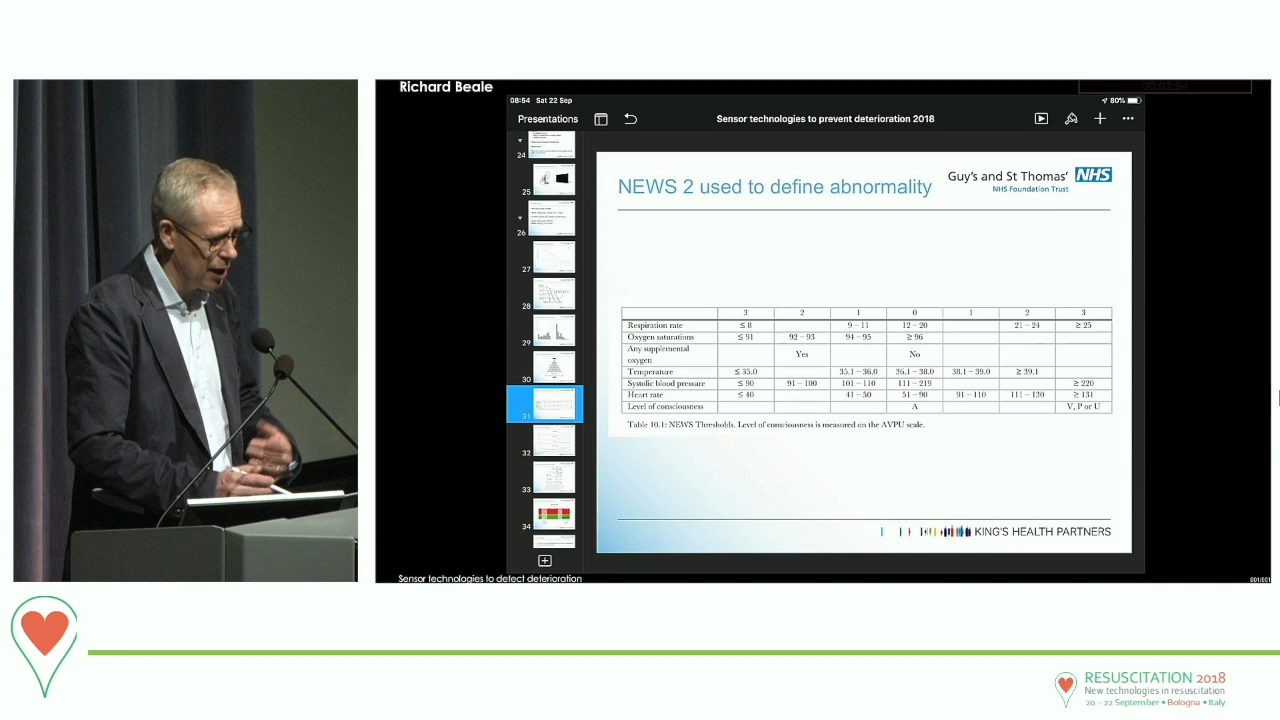 Richard Beale
08:54 Sat 22 Sep
80%
Presentations
Sensor technologies to prevent deterioration 2018
24
25
26
27
28
29
30
31
32
33
34
NEWS 2 used to define abnormality
Guy's and St Thomas' NHS
NHS Foundation Trust
3 2 1 0 1 2 3
Respiration rate ≤ 8 9 – 11 12 – 20 21 – 24 ≥ 25
Oxygen saturations ≤ 91 92 – 93 94 – 95 ≥ 96
Any supplemental oxygen Yes No
Temperature ≤ 35.0 35.1 – 36.0 36.1 – 38.0 38.1 – 39.0 ≥ 39.1
Systolic blood pressure ≤ 90 91 – 100 101 – 110 111 – 219 ≥ 220
Heart rate ≤ 40 41 – 50 51 – 90 91 – 110 111 – 130 ≥ 131
Level of consciousness A V, P or U
Table 10.1: NEWS Thresholds. Level of consciousness is measured on the AVPU scale.
KING'S HEALTH PARTNERS
Sensor technologies to detect deterioration
001/001
RESUSCITATION 2018
New technologies in resuscitation
20 - 22 September • Bologna • Italy